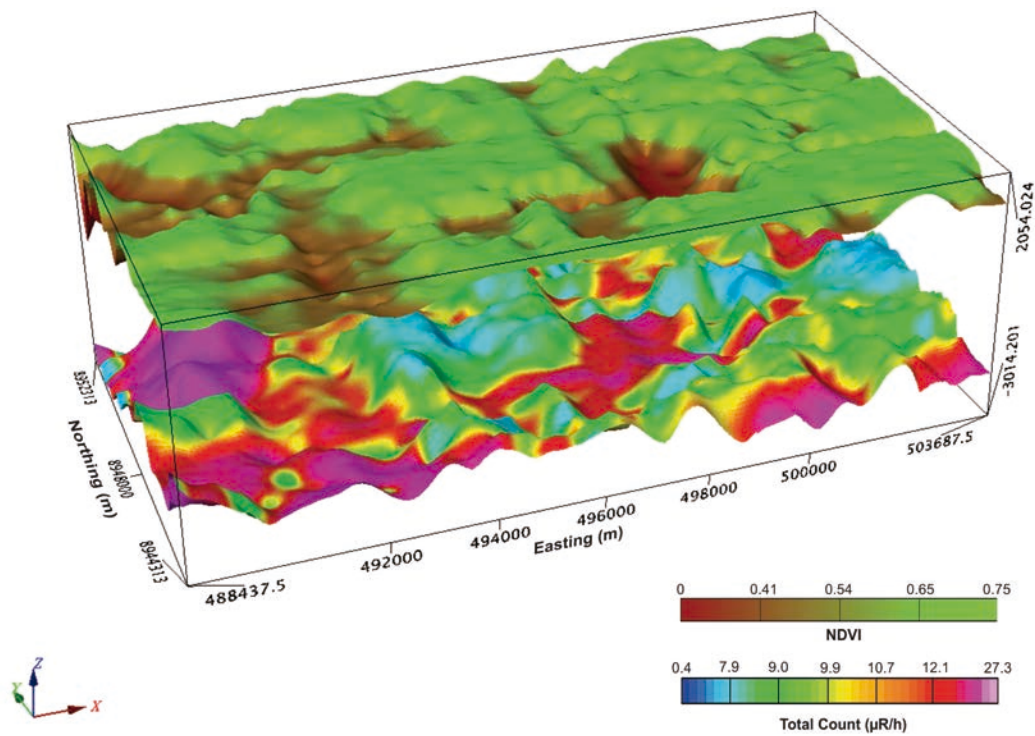 2054.024
-3014.201
8952313
Northing (m)
8948000
8944313
488437.5
492000
494000
496000
498000
500000
503687.5
Easting (m)
0 0.41 0.54 0.65 0.75
NDVI
0.4 7.9 9.0 9.9 10.7 12.1 27.3
Total Count (µR/h)
Z
Y
X